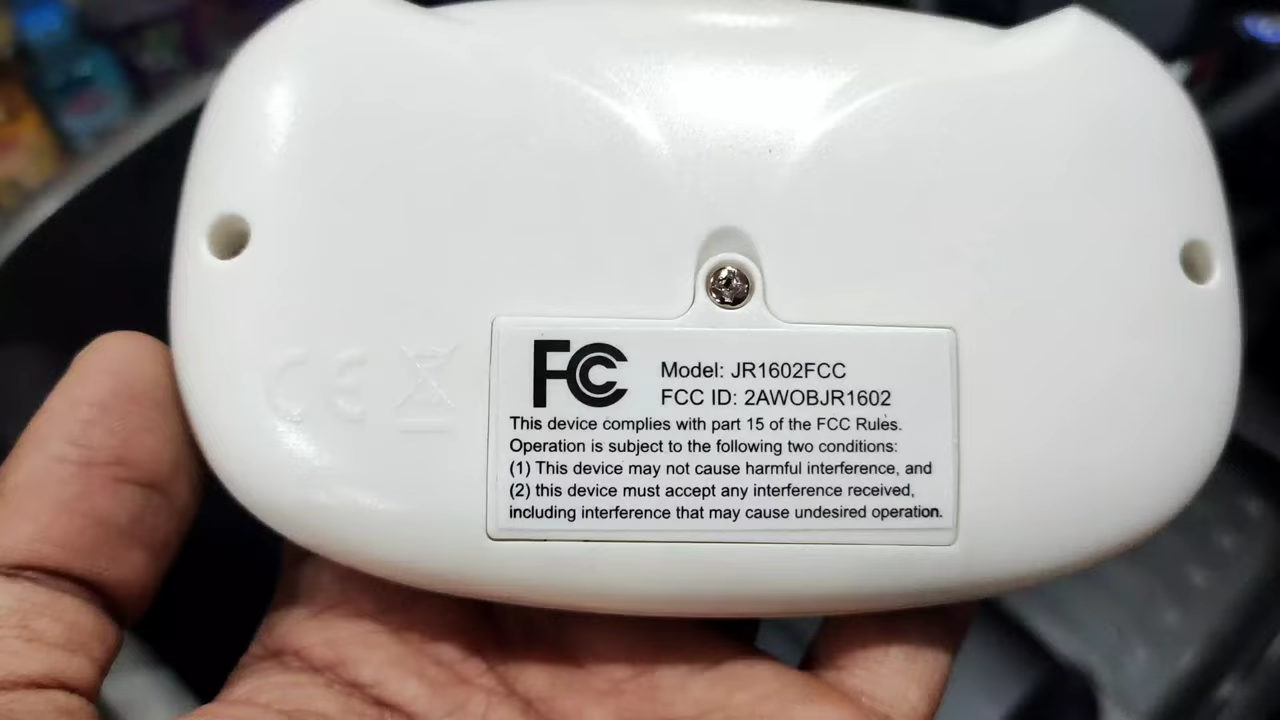 FC
Model: JR1602FCC
FCC ID: 2AWOBJR1602
This device complies with part 15 of the FCC Rules.
Operation is subject to the following two conditions:
(1) This device may not cause harmful interference, and
(2) this device must accept any interference received,
including interference that may cause undesired operation.
CE